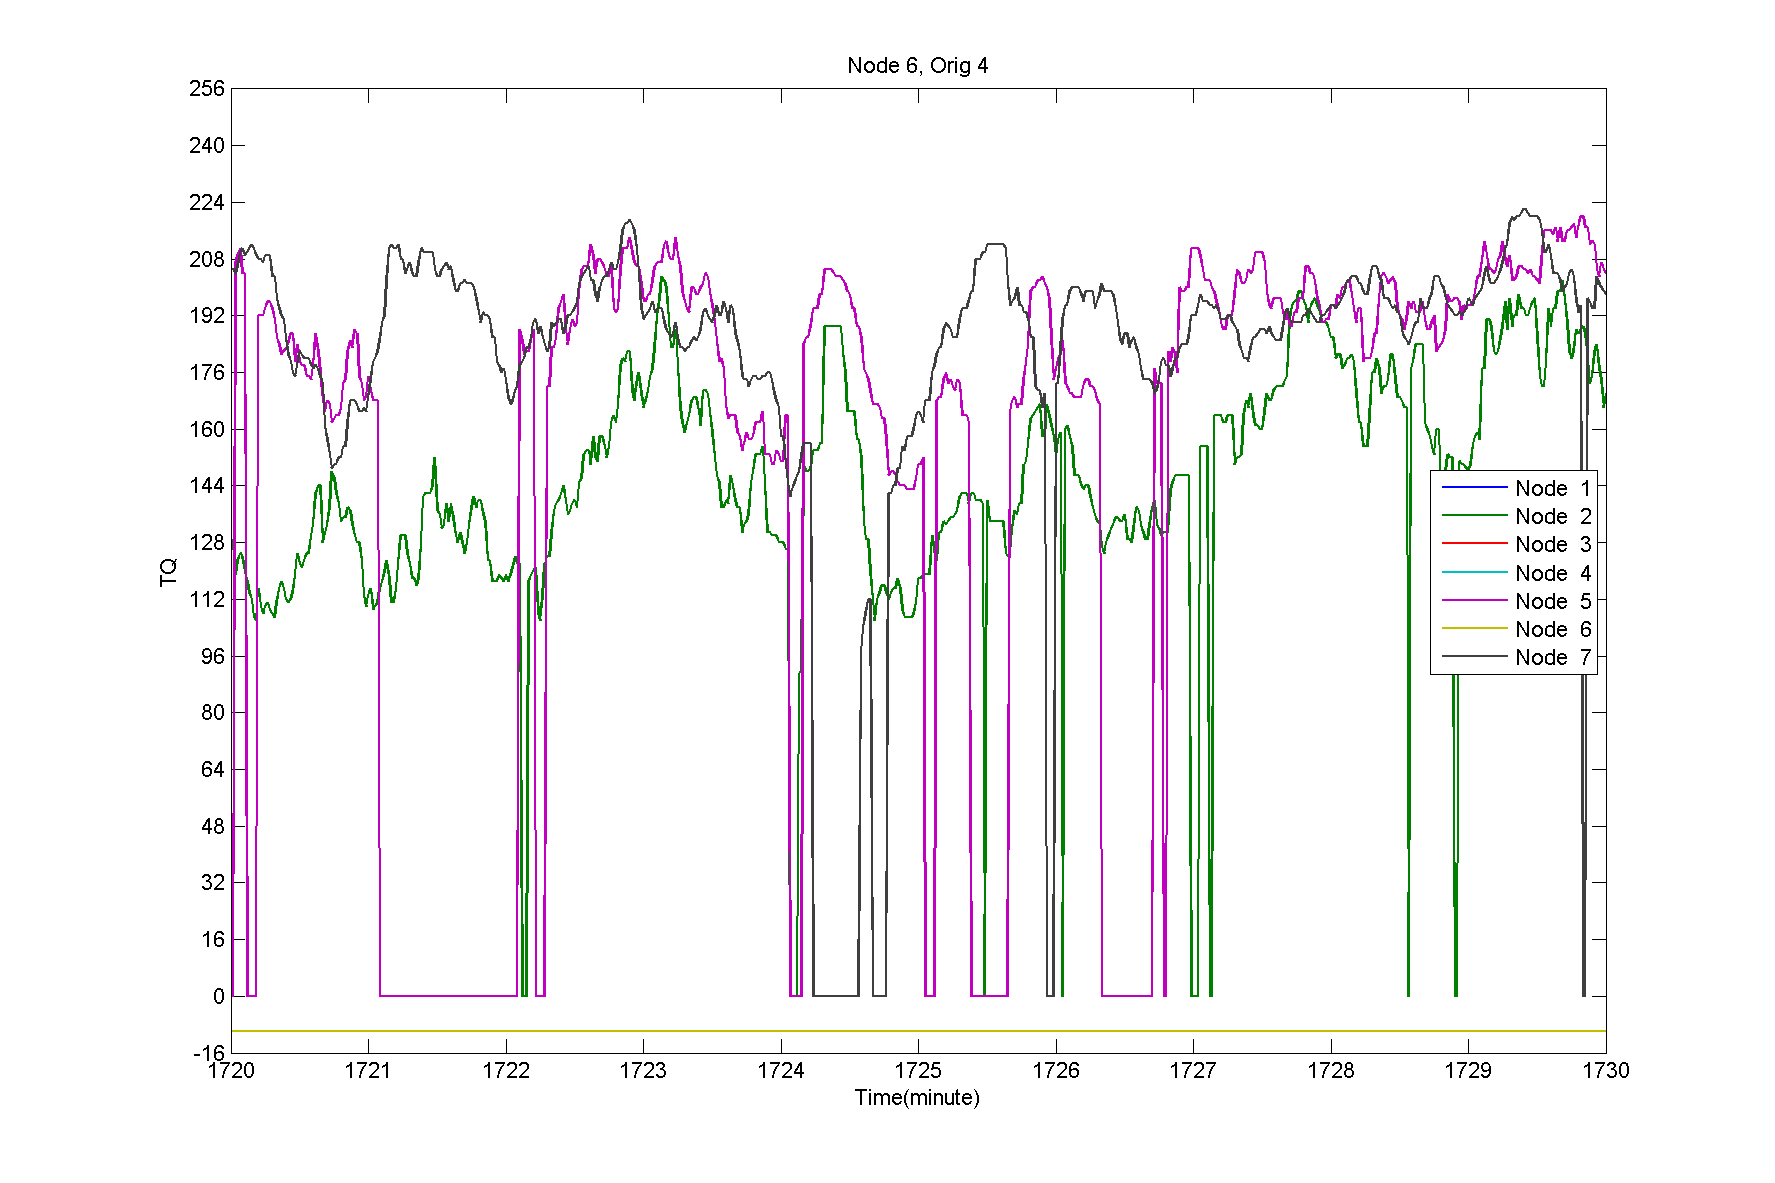 Node 6, Orig 4
256
240
224
208
192
176
160
144
128
112
96
80
64
48
32
16
0
-16
TQ
Node 1
Node 2
Node 3
Node 4
Node 5
Node 6
Node 7
1720 1721 1722 1723 1724 1725 1726 1727 1728 1729 1730
Time(minute)